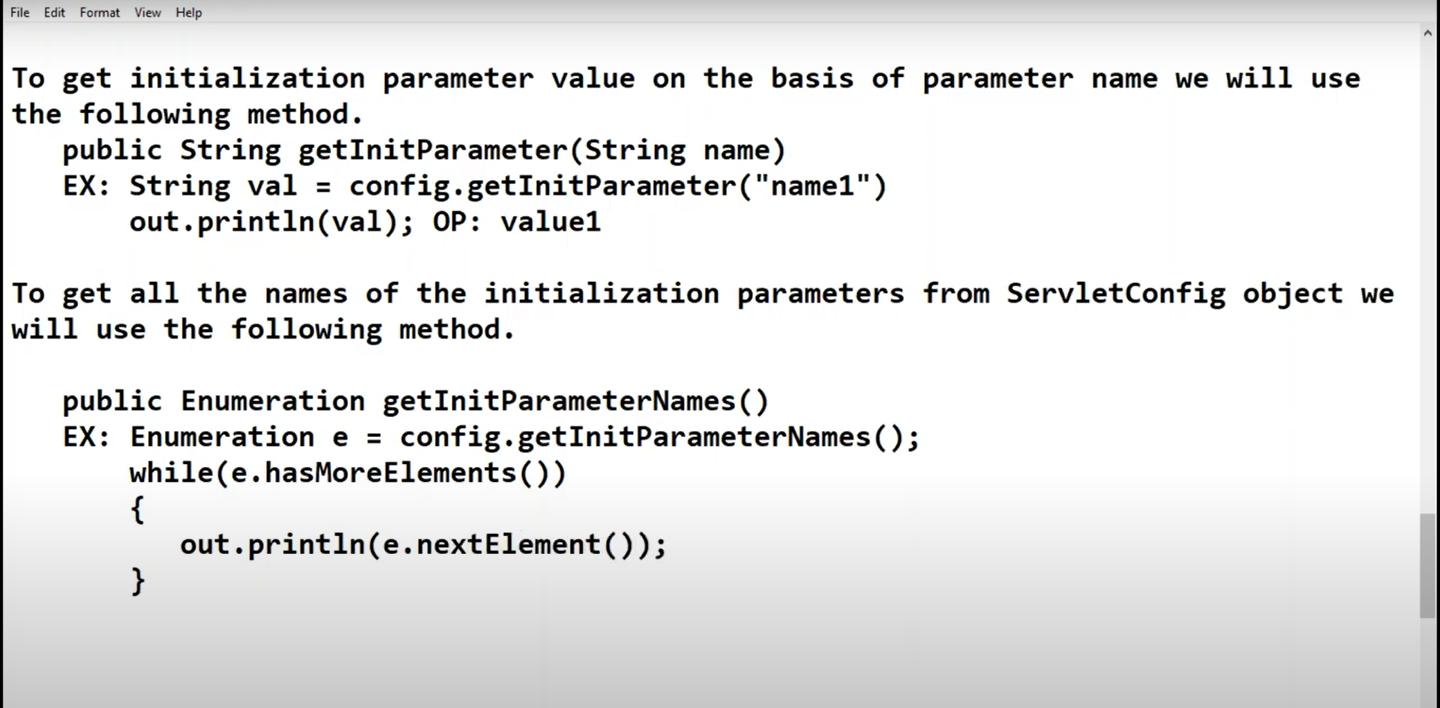 File Edit Format View Help
To get initialization parameter value on the basis of parameter name we will use
the following method.
public String getInitParameter(String name)
EX: String val = config.getInitParameter("name1")
out.println(val); OP: value1
To get all the names of the initialization parameters from ServletConfig object we
will use the following method.
public Enumeration getInitParameterNames()
EX: Enumeration e = config.getInitParameterNames();
while(e.hasMoreElements())
{
out.println(e.nextElement());
}